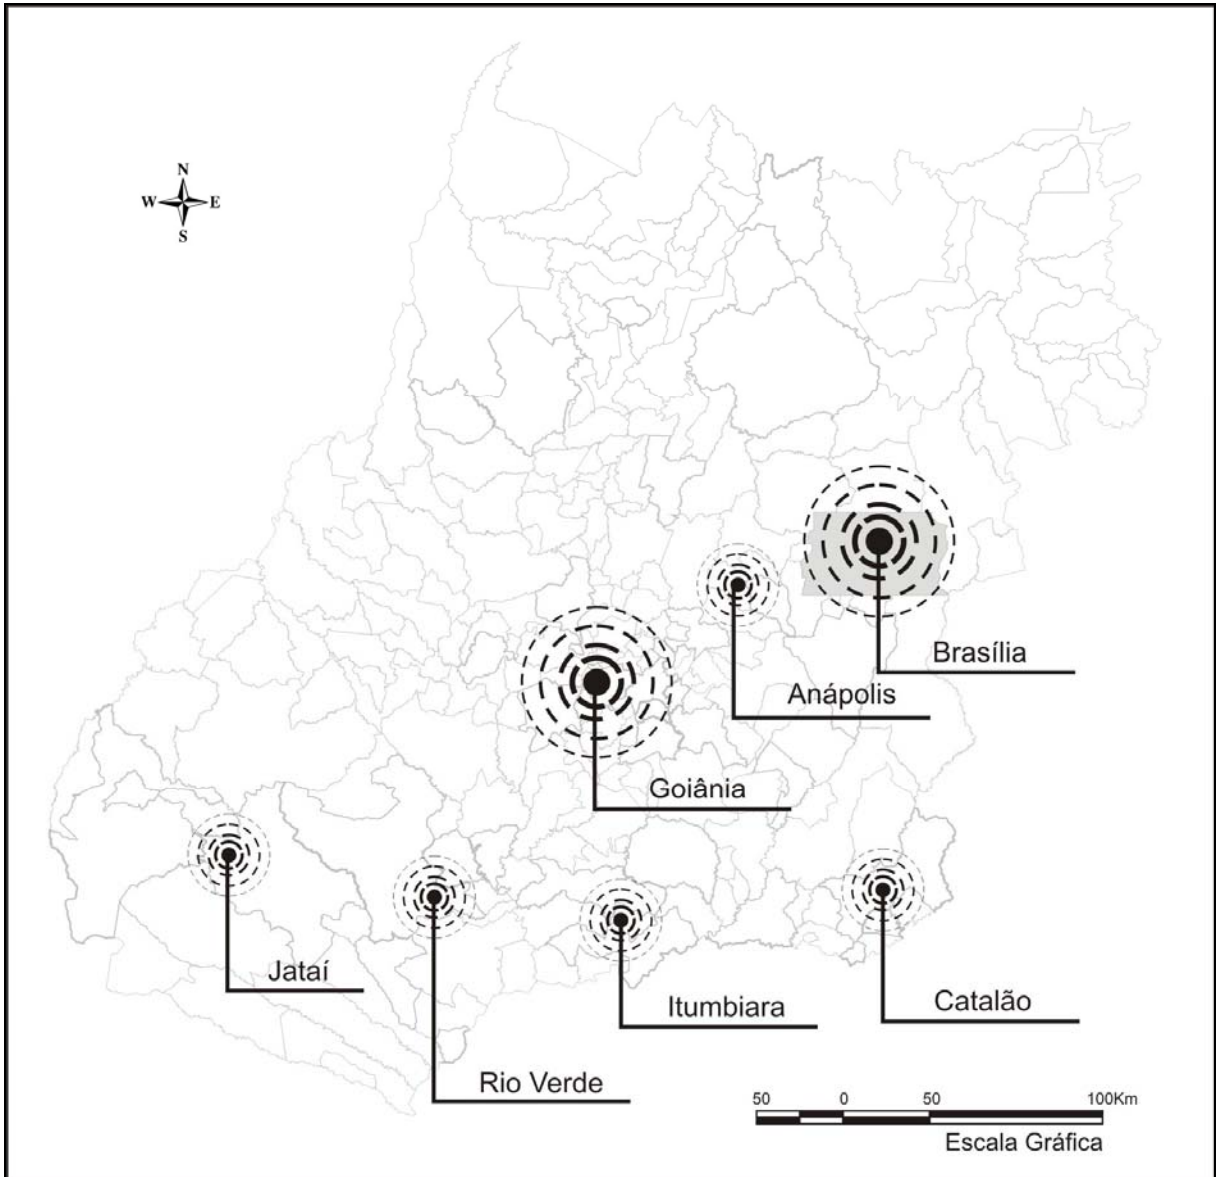 N
W E
S
Brasília
Anápolis
Goiânia
Jataí
Itumbiara
Catalão
Rio Verde
50 0 50 100Km
Escala Gráfica